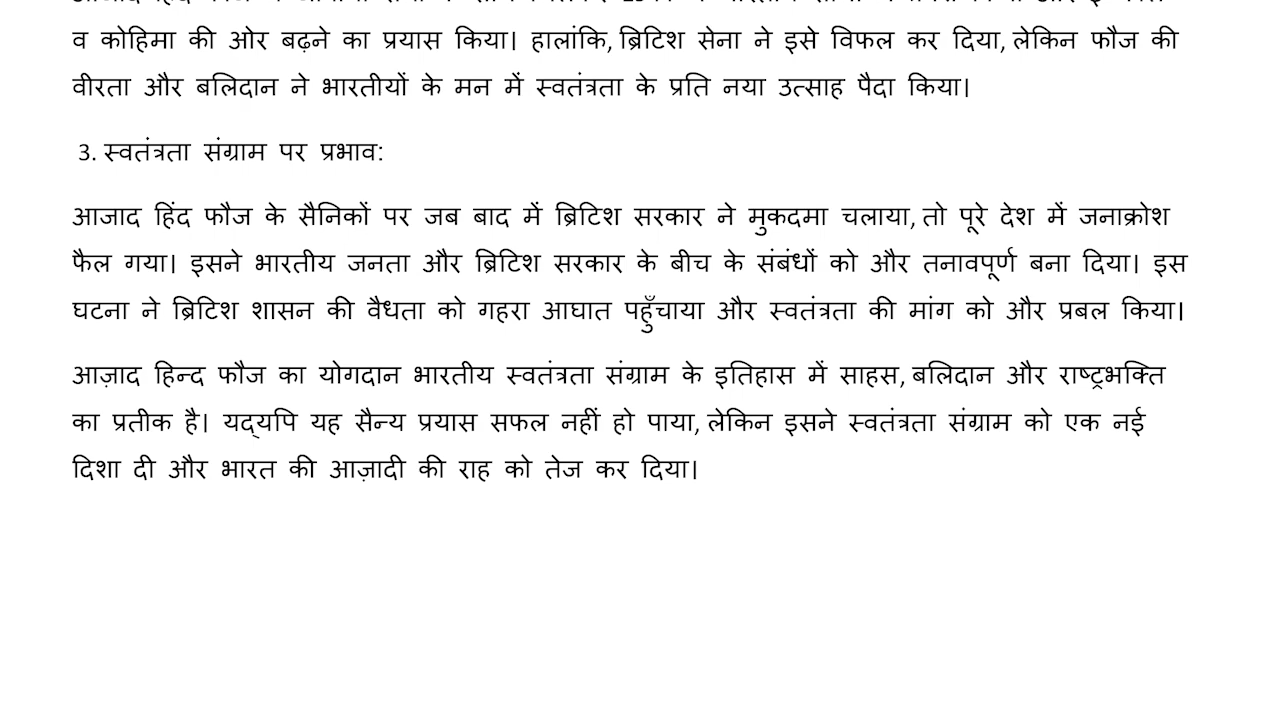 व कोहिमा की ओर बढ़ने का प्रयास किया। हालांकि, ब्रिटिश सेना ने इसे विफल कर दिया, लेकिन फौज की
वीरता और बलिदान ने भारतीयों के मन में स्वतंत्रता के प्रति नया उत्साह पैदा किया।
3. स्वतंत्रता संग्राम पर प्रभाव:
आजाद हिंद फौज के सैनिकों पर जब बाद में ब्रिटिश सरकार ने मुकदमा चलाया, तो पूरे देश में जनाक्रोश
फैल गया। इसने भारतीय जनता और ब्रिटिश सरकार के बीच के संबंधों को और तनावपूर्ण बना दिया। इस
घटना ने ब्रिटिश शासन की वैधता को गहरा आघात पहुँचाया और स्वतंत्रता की मांग को और प्रबल किया।
आज़ाद हिन्द फौज का योगदान भारतीय स्वतंत्रता संग्राम के इतिहास में साहस, बलिदान और राष्ट्रभक्ति
का प्रतीक है। यद्यपि यह सैन्य प्रयास सफल नहीं हो पाया, लेकिन इसने स्वतंत्रता संग्राम को एक नई
दिशा दी और भारत की आज़ादी की राह को तेज कर दिया।